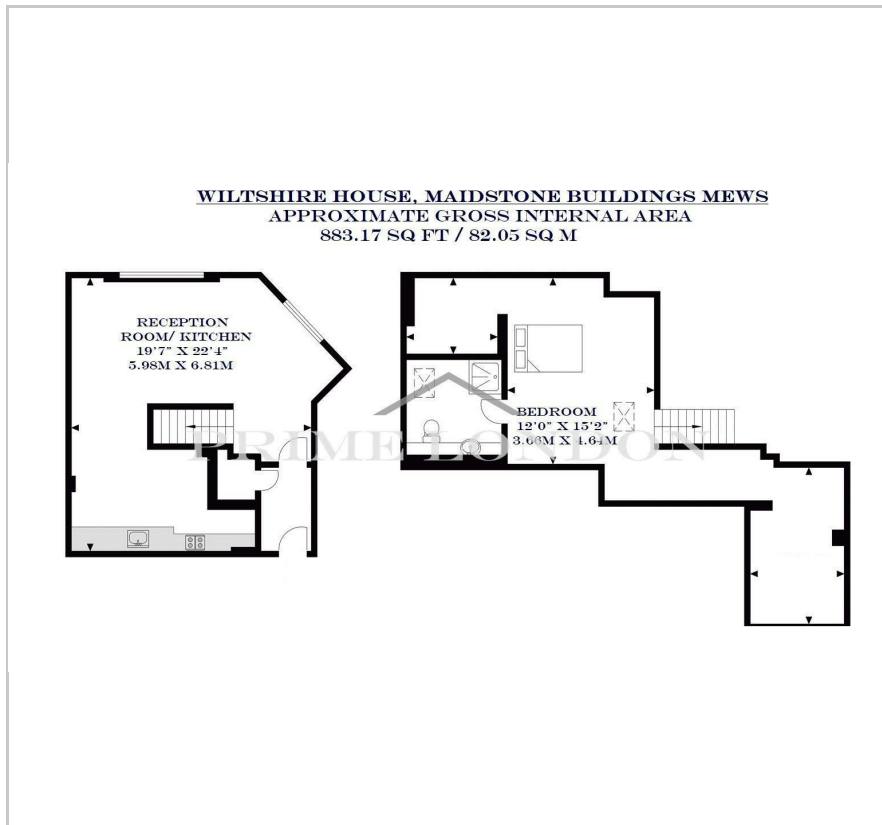 WILTSHIRE HOUSE, MAIDSTONE BUILDINGS MEWS
APPROXIMATE GROSS INTERNAL AREA
883.17 SQ FT / 82.05 SQ M
RECEPTION
ROOM/ KITCHEN
19'7" X 22'4"
5.98M X 6.81M
BEDROOM
12'0" X 15'2"
3.66M X 4.64M
PRIME LONDON